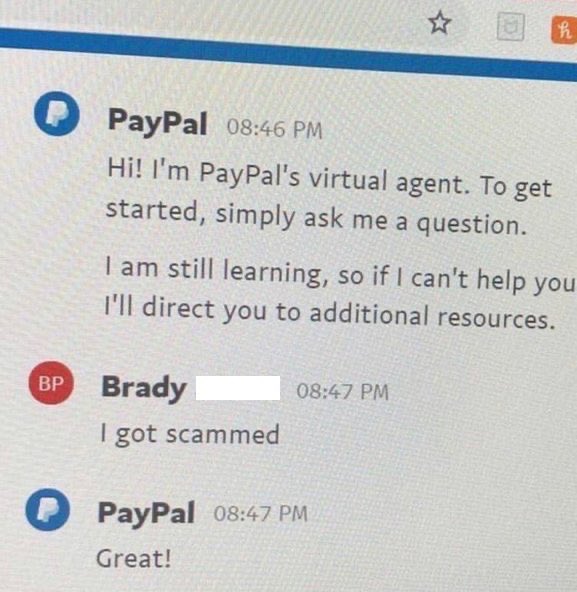 PayPal 08:46 PM
Hi! I'm PayPal's virtual agent. To get
started, simply ask me a question.
I am still learning, so if I can't help you
I'll direct you to additional resources.
BP Brady 08:47 PM
I got scammed
PayPal 08:47 PM
Great!